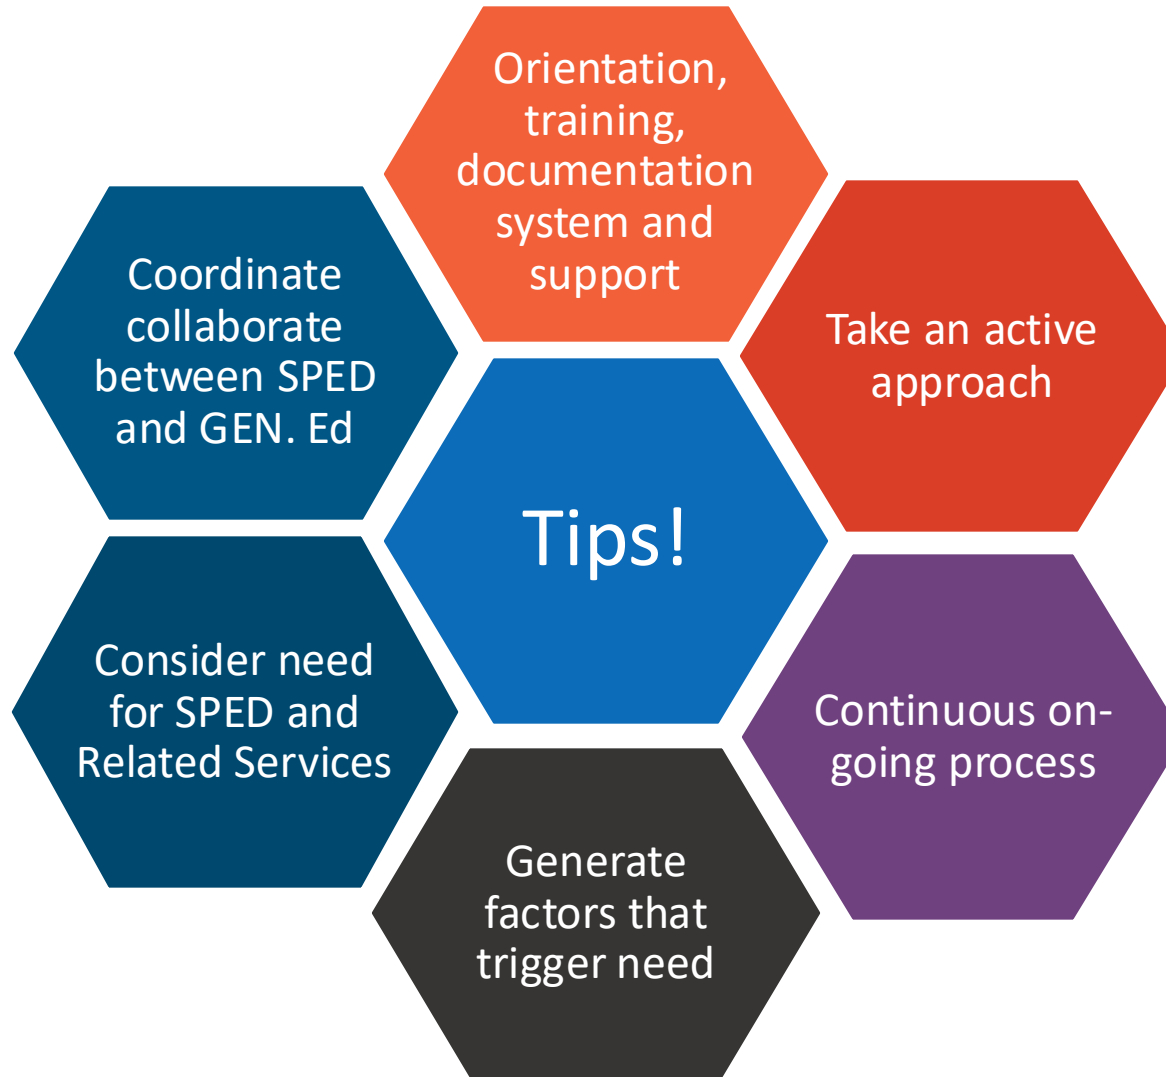 Orientation,
training,
documentation
system and
support
Coordinate
collaborate
between SPED
and GEN. Ed
Take an active
approach
Tips!
Consider need
for SPED and
Related Services
Continuous on-
going process
Generate
factors that
trigger need